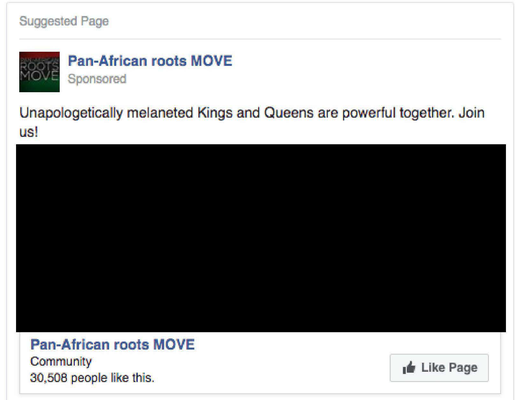 Suggested Page
ROOTS
MOVE
Pan-African roots MOVE
Sponsored
Unapologetically melaneted Kings and Queens are powerful together. Join
us!
Pan-African roots MOVE
Community
30,508 people like this.
Like Page